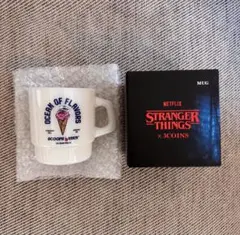 OCEAN OF FLAVORS
SCOOPS AHOY
MUG
NETFLIX
STRANGER
THINGS
× 3COINS